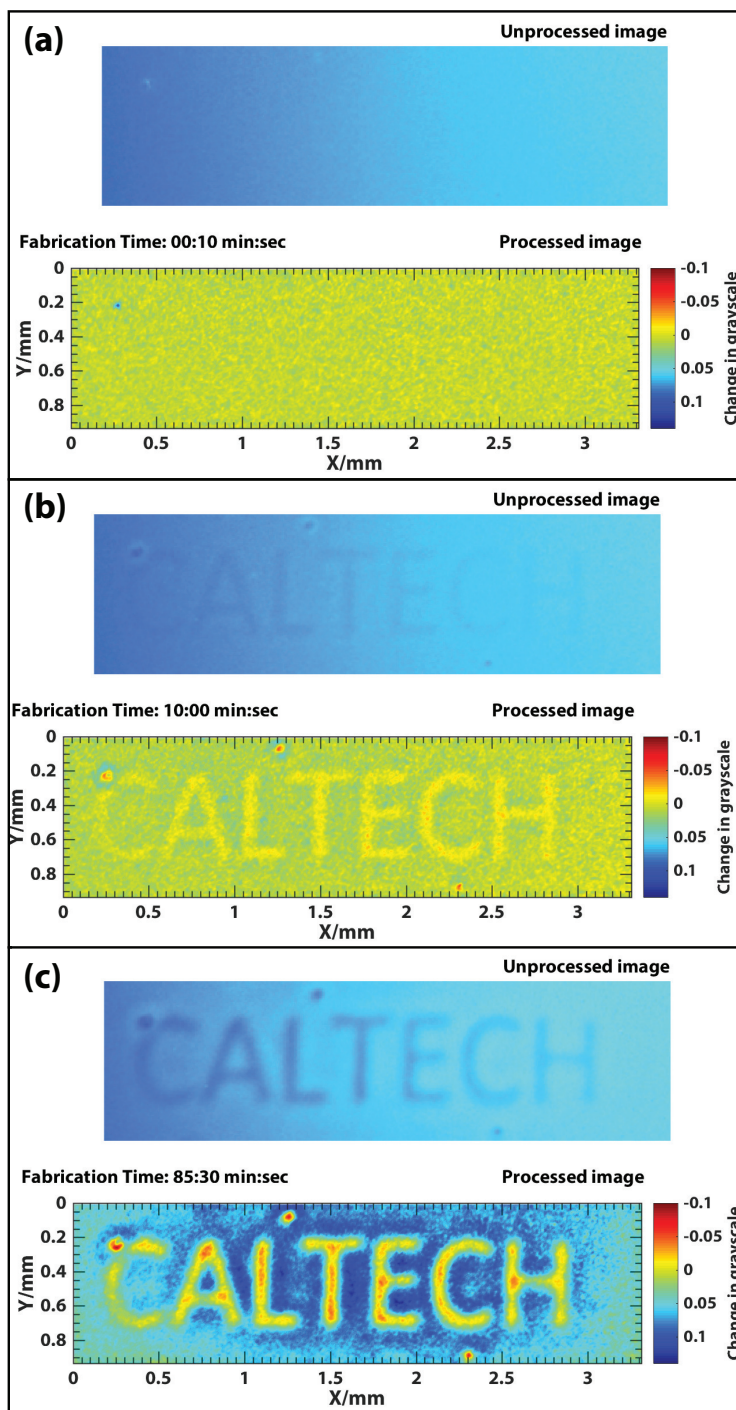 (a)
Unprocessed image
Fabrication Time: 00:10 min:sec
Processed image
0
0.2
0.4
0.6
0.8
Y/mm
0
0.5
1
1.5
2
2.5
3
X/mm
-0.1
-0.05
0
0.05
0.1
Change in grayscale
(b)
Unprocessed image
CALTECH
Fabrication Time: 10:00 min:sec
Processed image
CALTECH
0
0.2
0.4
0.6
0.8
Y/mm
0
0.5
1
1.5
2
2.5
3
X/mm
-0.1
-0.05
0
0.05
0.1
Change in grayscale
(c)
Unprocessed image
CALTECH
Fabrication Time: 85:30 min:sec
Processed image
CALTECH
0
0.2
0.4
0.6
0.8
Y/mm
0
0.5
1
1.5
2
2.5
3
X/mm
-0.1
-0.05
0
0.05
0.1
Change in grayscale